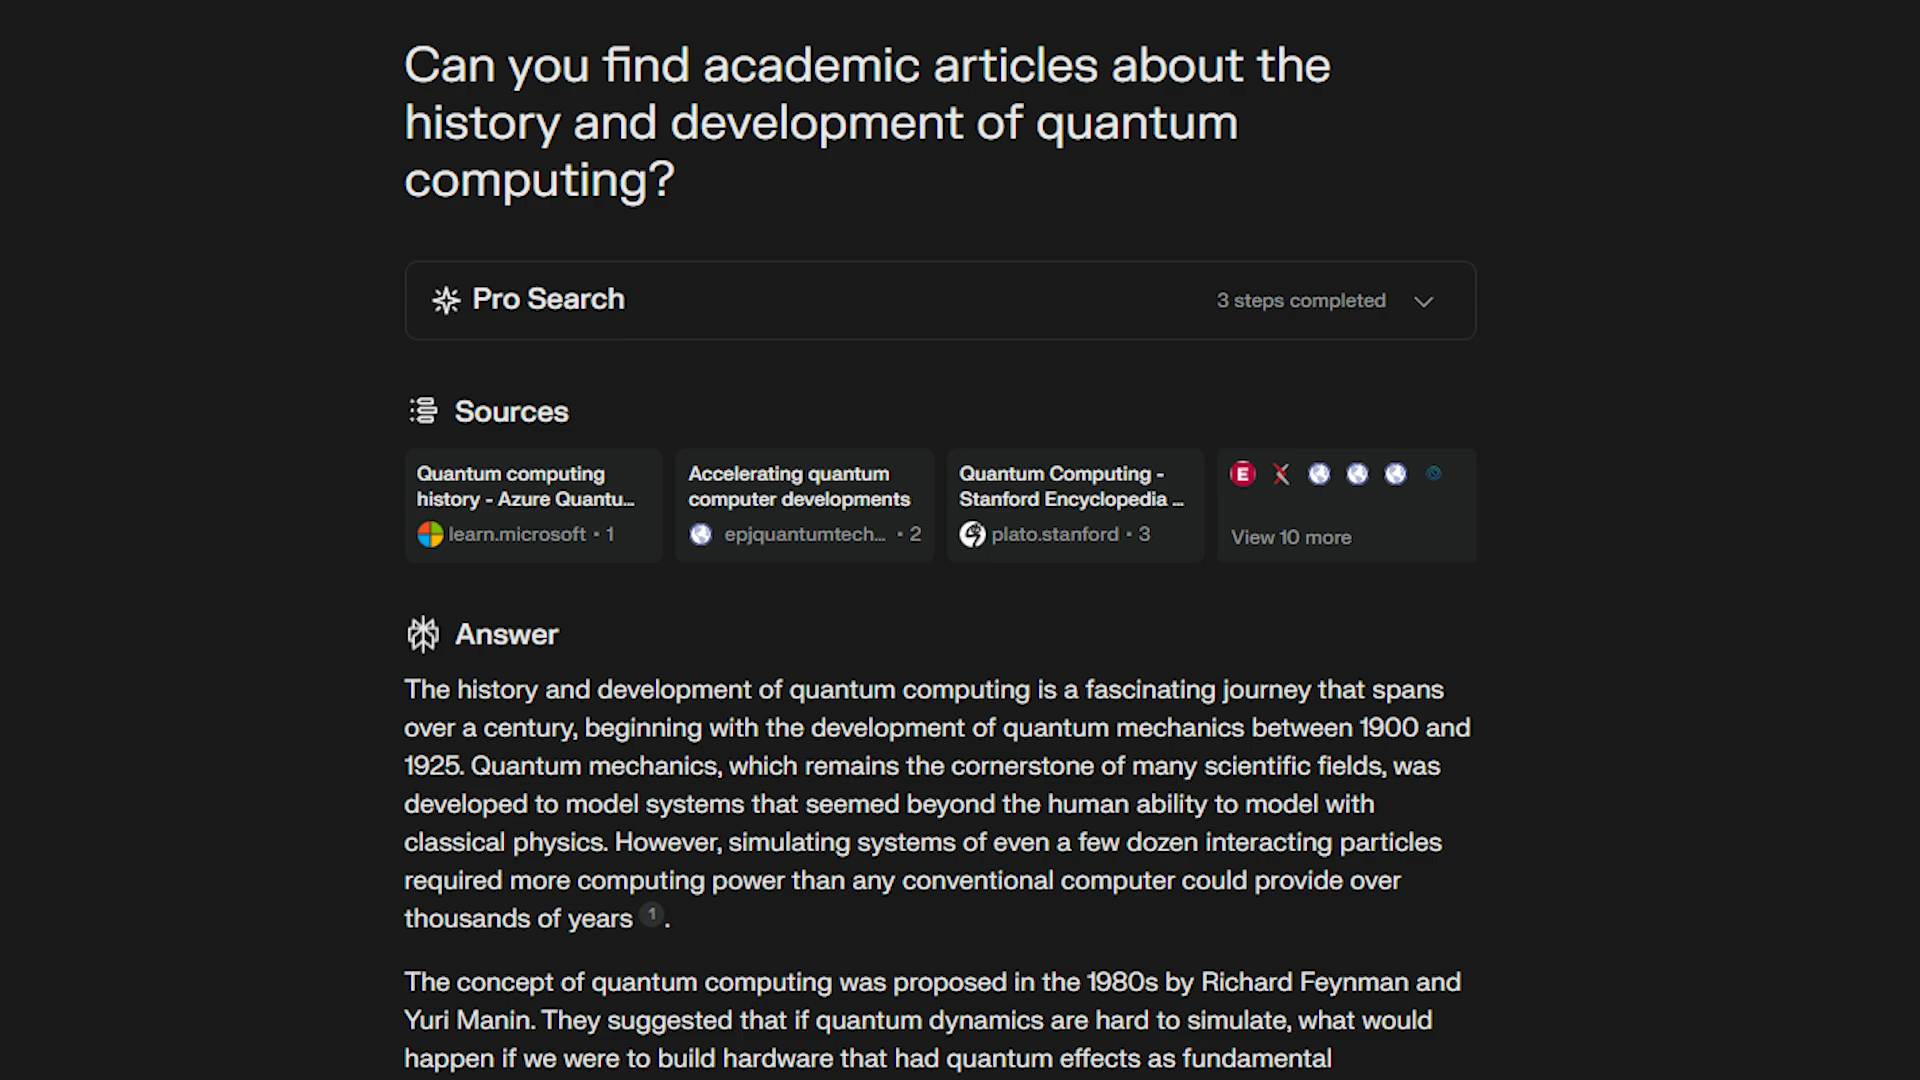 Can you find academic articles about the
history and development of quantum
computing?
Pro Search
3 steps completed
Sources
Quantum computing
history - Azure Quantu...
learn.microsoft · 1
Accelerating quantum
computer developments
epjquantumtech... · 2
Quantum Computing -
Stanford Encyclopedia ...
plato.stanford · 3
E
View 10 more
Answer
The history and development of quantum computing is a fascinating journey that spans
over a century, beginning with the development of quantum mechanics between 1900 and
1925. Quantum mechanics, which remains the cornerstone of many scientific fields, was
developed to model systems that seemed beyond the human ability to model with
classical physics. However, simulating systems of even a few dozen interacting particles
required more computing power than any conventional computer could provide over
thousands of years 1.
The concept of quantum computing was proposed in the 1980s by Richard Feynman and
Yuri Manin. They suggested that if quantum dynamics are hard to simulate, what would
happen if we were to build hardware that had quantum effects as fundamental